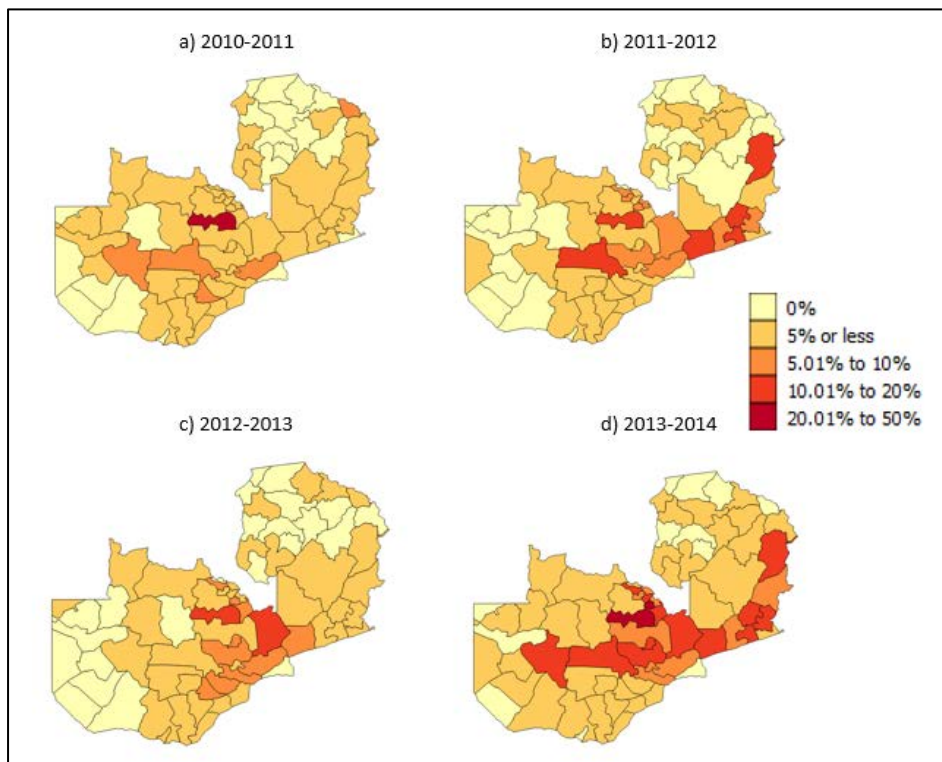 a) 2010-2011
b) 2011-2012
0%
5% or less
5.01% to 10%
10.01% to 20%
20.01% to 50%
c) 2012-2013
d) 2013-2014